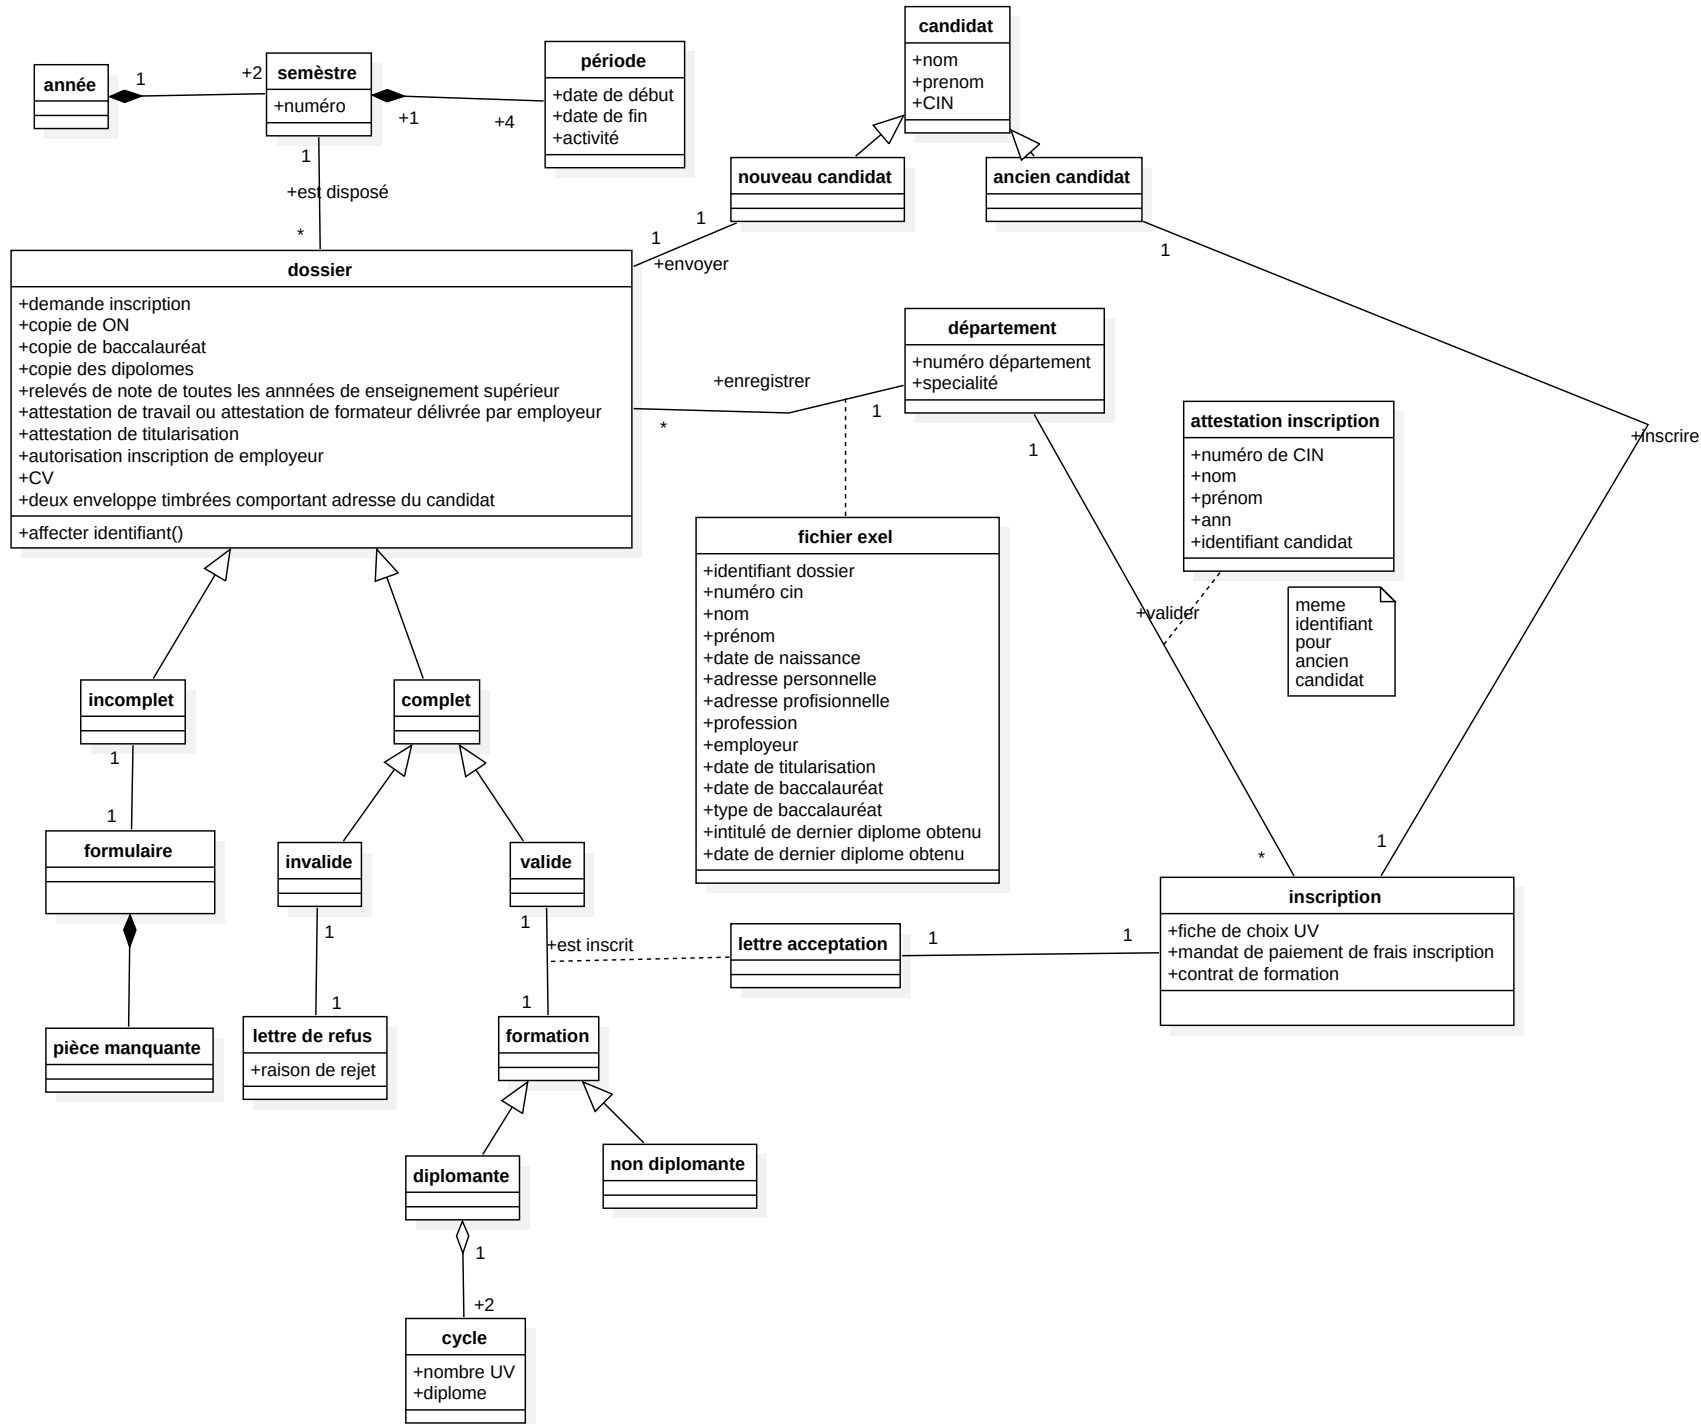 candidat
+nom
+prenom
+CIN
année
1
+2
semèstre
+numéro
+1
+4
période
+date de début
+date de fin
+activité
nouveau candidat
ancien candidat
1
+est disposé
*
1
1
+envoyer
1
+inscrire
1
dossier
+demande inscription
+copie de ON
+copie de baccalauréat
+copie des dipolomes
+relevés de note de toutes les annnées de enseignement supérieur
+attestation de travail ou attestation de formateur délivrée par employeur
+attestation de titularisation
+autorisation inscription de employeur
+CV
+deux enveloppe timbrées comportant adresse du candidat
+affecter identifiant()
département
+numéro département
+specialité
+enregistrer
*
1
attestation inscription
+numéro de CIN
+nom
+prénom
+ann
+identifiant candidat
1
+valider
*
meme
identifiant
pour
ancien
candidat
fichier exel
+identifiant dossier
+numéro cin
+nom
+prénom
+date de naissance
+adresse personnelle
+adresse profisionnelle
+profession
+employeur
+date de titularisation
+date de baccalauréat
+type de baccalauréat
+intitulé de dernier diplome obtenu
+date de dernier diplome obtenu
incomplet
complet
1
1
formulaire
pièce manquante
invalide
valide
1
1
lettre de refus
+raison de rejet
1
+est inscrit
1
lettre acceptation
1
1
inscription
+fiche de choix UV
+mandat de paiement de frais inscription
+contrat de formation
formation
diplomante
non diplomante
1
+2
cycle
+nombre UV
+diplome